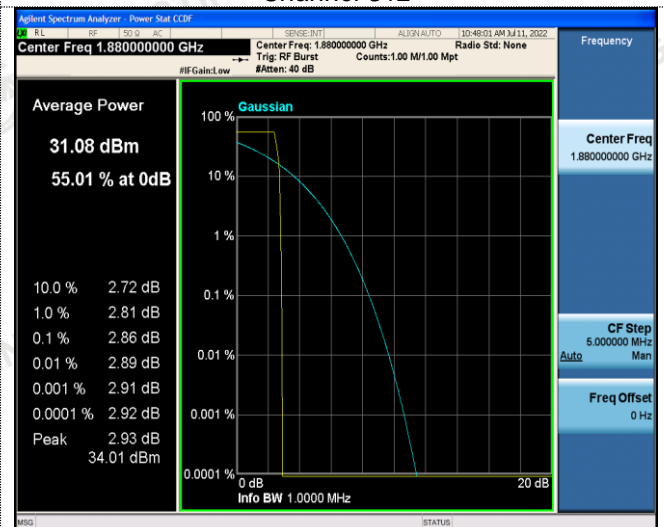 Agilent Spectrum Analyzer - Power Stat CCDF
RL RF 50 Ω AC SENSE:INT ALIGN AUTO 10:48:01 AM Jul 11, 2022
Center Freq 1.880000000 GHz
Center Freq: 1.880000000 GHz Radio Std: None
Trig: RF Burst Counts:1.00 M/1.00 Mpt
#IFGain:Low #Atten: 40 dB
Frequency
Average Power
31.08 dBm
55.01 % at 0dB
10.0 % 2.72 dB
1.0 % 2.81 dB
0.1 % 2.86 dB
0.01 % 2.89 dB
0.001 % 2.91 dB
0.0001 % 2.92 dB
Peak 2.93 dB
34.01 dBm
Gaussian
100 %
10 %
1 %
0.1 %
0.01 %
0.001 %
0.0001 %
0 dB 20 dB
Info BW 1.0000 MHz
Center Freq
1.880000000 GHz
CF Step
5.000000 MHz
Auto Man
Freq Offset
0 Hz
MSG STATUS